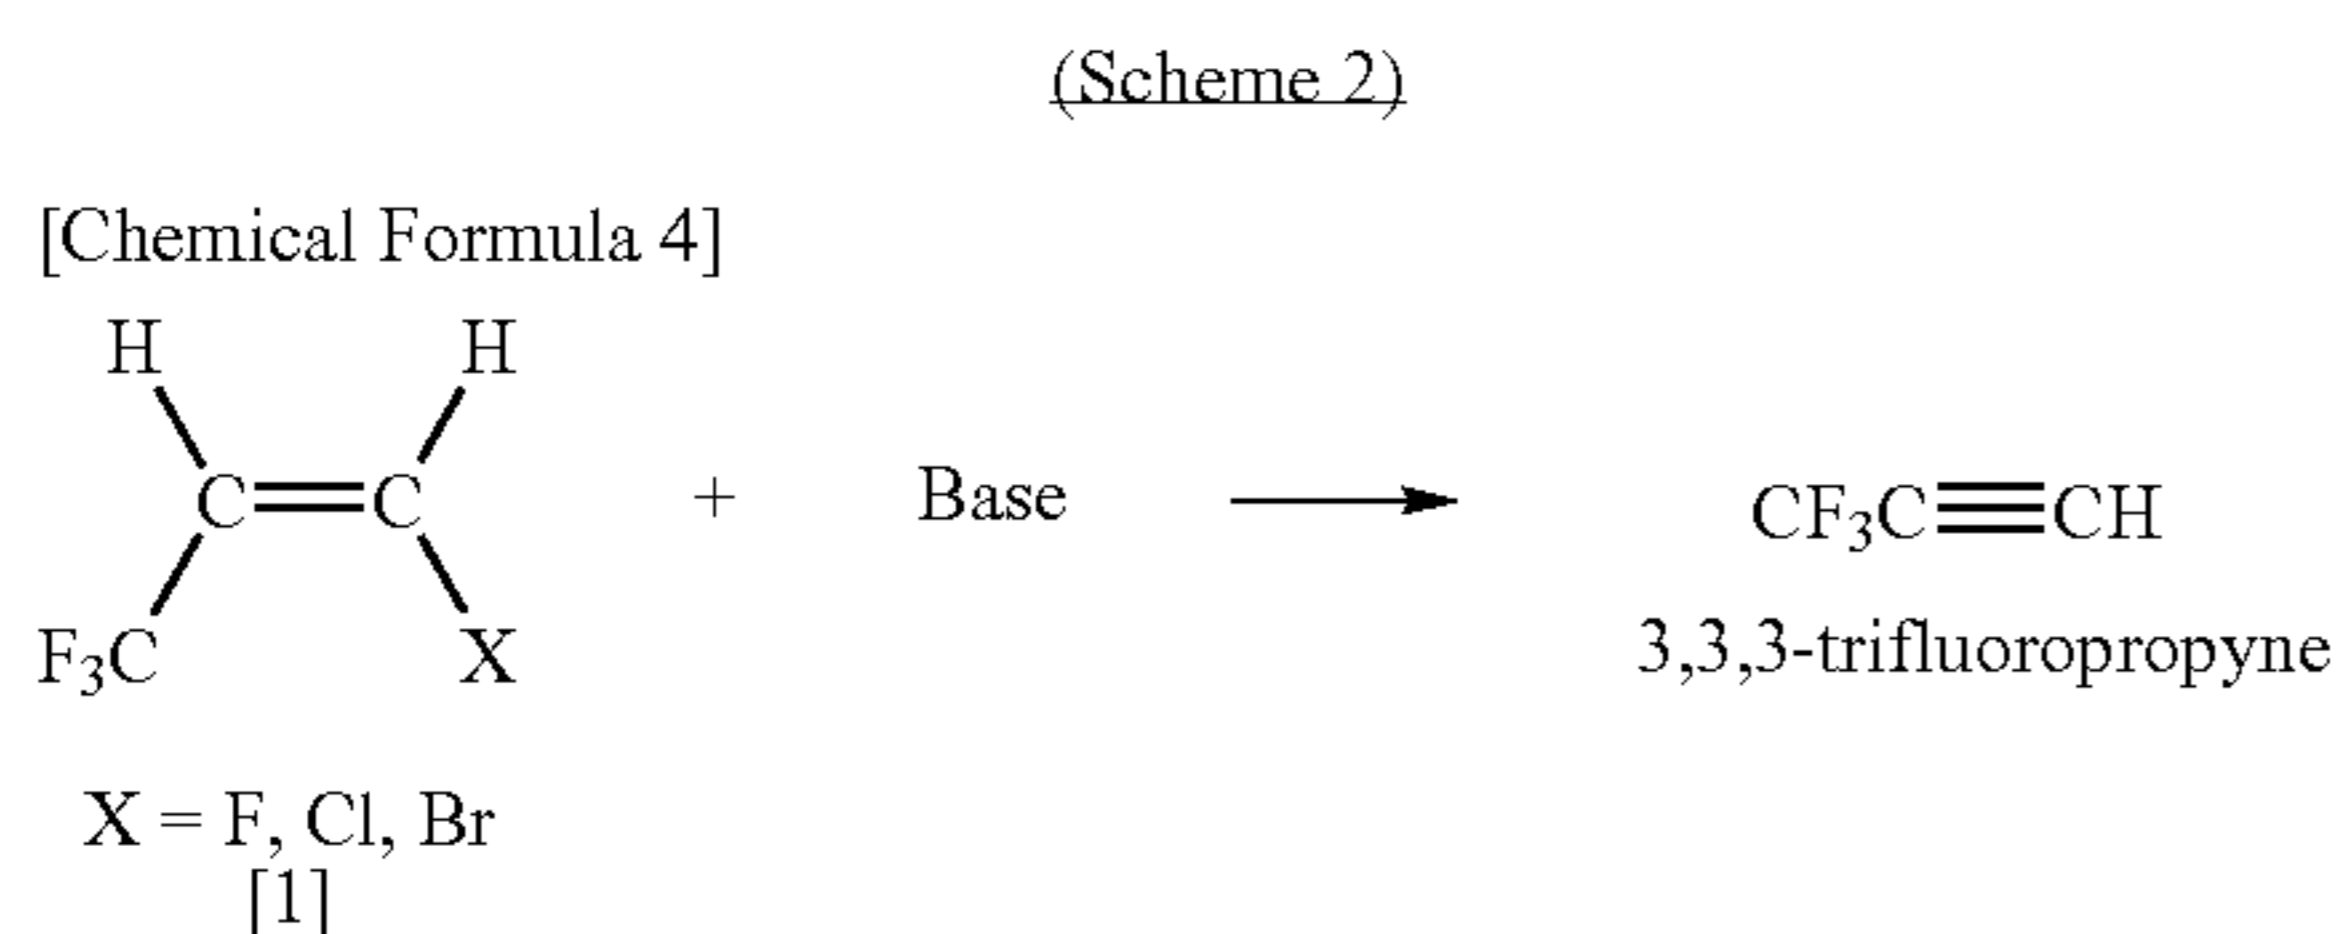 (Scheme 2)
[Chemical Formula 4]
H H
C C + Base CF₃C CH
F₃C X 3,3,3-trifluoropropyne
X = F, Cl, Br
[1]